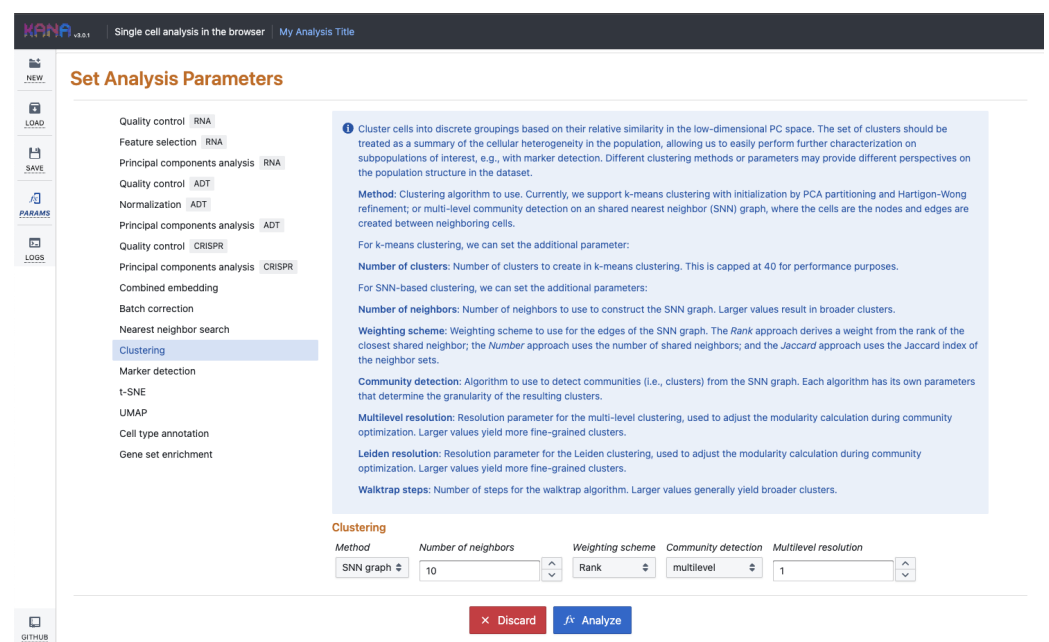 KANA v3.0.1 Single cell analysis in the browser My Analysis Title
NEW
LOAD
SAVE
PARAMS
LOGS
GITHUB
Set Analysis Parameters
Quality control RNA
Feature selection RNA
Principal components analysis RNA
Quality control ADT
Normalization ADT
Principal components analysis ADT
Quality control CRISPR
Principal components analysis CRISPR
Combined embedding
Batch correction
Nearest neighbor search
Clustering
Marker detection
t-SNE
UMAP
Cell type annotation
Gene set enrichment
Cluster cells into discrete groupings based on their relative similarity in the low-dimensional PC space. The set of clusters should be
treated as a summary of the cellular heterogeneity in the population, allowing us to easily perform further characterization on
subpopulations of interest, e.g., with marker detection. Different clustering methods or parameters may provide different perspectives on
the population structure in the dataset.
Method: Clustering algorithm to use. Currently, we support k-means clustering with initialization by PCA partitioning and Hartigon-Wong
refinement; or multi-level community detection on an shared nearest neighbor (SNN) graph, where the cells are the nodes and edges are
created between neighboring cells.
For k-means clustering, we can set the additional parameter:
Number of clusters: Number of clusters to create in k-means clustering. This is capped at 40 for performance purposes.
For SNN-based clustering, we can set the additional parameters:
Number of neighbors: Number of neighbors to use to construct the SNN graph. Larger values result in broader clusters.
Weighting scheme: Weighting scheme to use for the edges of the SNN graph. The Rank approach derives a weight from the rank of the
closest shared neighbor; the Number approach uses the number of shared neighbors; and the Jaccard approach uses the Jaccard index of
the neighbor sets.
Community detection: Algorithm to use to detect communities (i.e., clusters) from the SNN graph. Each algorithm has its own parameters
that determine the granularity of the resulting clusters.
Multilevel resolution: Resolution parameter for the multi-level clustering, used to adjust the modularity calculation during community
optimization. Larger values yield more fine-grained clusters.
Leiden resolution: Resolution parameter for the Leiden clustering, used to adjust the modularity calculation during community
optimization. Larger values yield more fine-grained clusters.
Walktrap steps: Number of steps for the walktrap algorithm. Larger values generally yield broader clusters.
Clustering
Method Number of neighbors Weighting scheme Community detection Multilevel resolution
SNN graph 10 Rank multilevel 1
× Discard fx Analyze